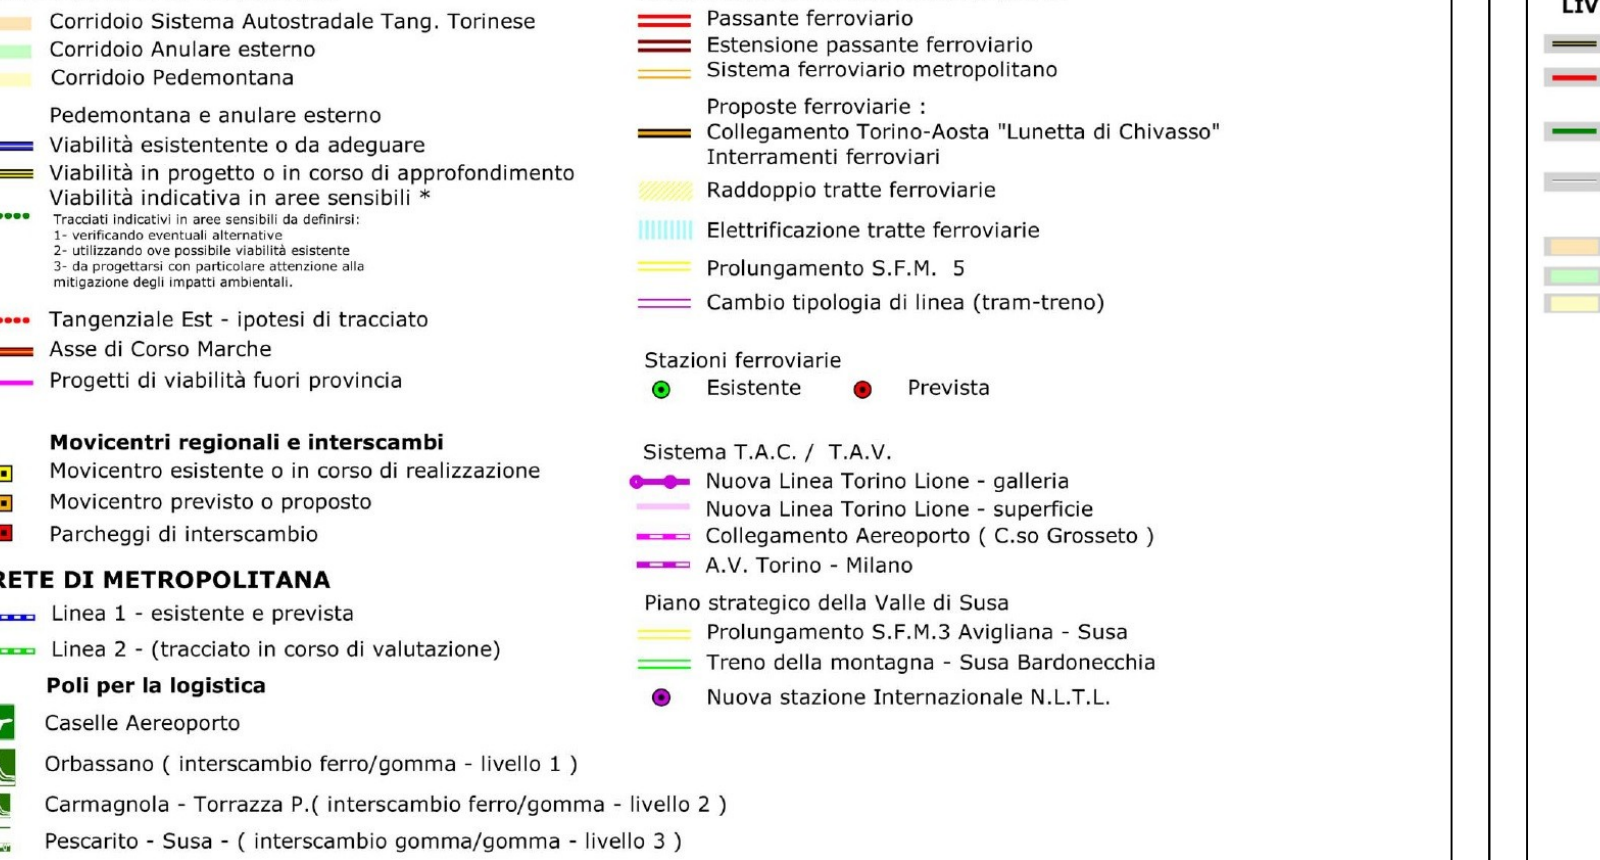 Corridoio Sistema Autostradale Tang. Torinese
Corridoio Anulare esterno
Corridoio Pedemontana
Pedemontana e anulare esterno
Viabilità esistentente o da adeguare
Viabilità in progetto o in corso di approfondimento
Viabilità indicativa in aree sensibili *
Tracciati indicativi in aree sensibili da definirsi:
1- verificando eventuali alternative
2- utilizzando ove possibile viabilità esistente
3- da progettarsi con particolare attenzione alla
mitigazione degli impatti ambientali.
Tangenziale Est - ipotesi di tracciato
Asse di Corso Marche
Progetti di viabilità fuori provincia
Movicentri regionali e interscambi
Movicentro esistente o in corso di realizzazione
Movicentro previsto o proposto
Parcheggi di interscambio
RETE DI METROPOLITANA
Linea 1 - esistente e prevista
Linea 2 - (tracciato in corso di valutazione)
Poli per la logistica
Caselle Aereoporto
Orbassano ( interscambio ferro/gomma - livello 1 )
Carmagnola - Torrazza P.( interscambio ferro/gomma - livello 2 )
Pescarito - Susa - ( interscambio gomma/gomma - livello 3 )
Passante ferroviario
Estensione passante ferroviario
Sistema ferroviario metropolitano
Proposte ferroviarie :
Collegamento Torino-Aosta "Lunetta di Chivasso"
Interramenti ferroviari
Raddoppio tratte ferroviarie
Elettrificazione tratte ferroviarie
Prolungamento S.F.M. 5
Cambio tipologia di linea (tram-treno)
Stazioni ferroviarie
Esistente Prevista
Sistema T.A.C. / T.A.V.
Nuova Linea Torino Lione - galleria
Nuova Linea Torino Lione - superficie
Collegamento Aereoporto ( C.so Grosseto )
A.V. Torino - Milano
Piano strategico della Valle di Susa
Prolungamento S.F.M.3 Avigliana - Susa
Treno della montagna - Susa Bardonecchia
Nuova stazione Internazionale N.L.T.L.